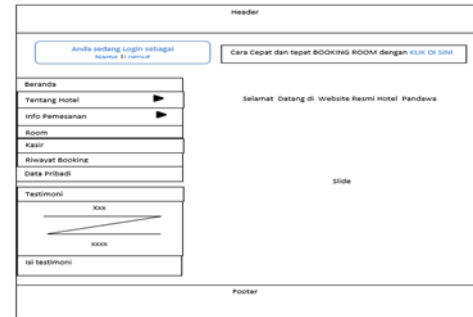 Header
Anda sedang Login sebagai
Nama
Cara Cepat dan tepat BOOKING ROOM dengan KLIK DI SINI
Beranda
Tentang Hotel
Selamat Datang di Website Resmi Hotel Pandawa
Info Pemesanan
Room
Kasir
Riwayat Booking
Data Pribadi
Slide
Testimoni
Xxx
xxxx
Isi testimoni
Footer